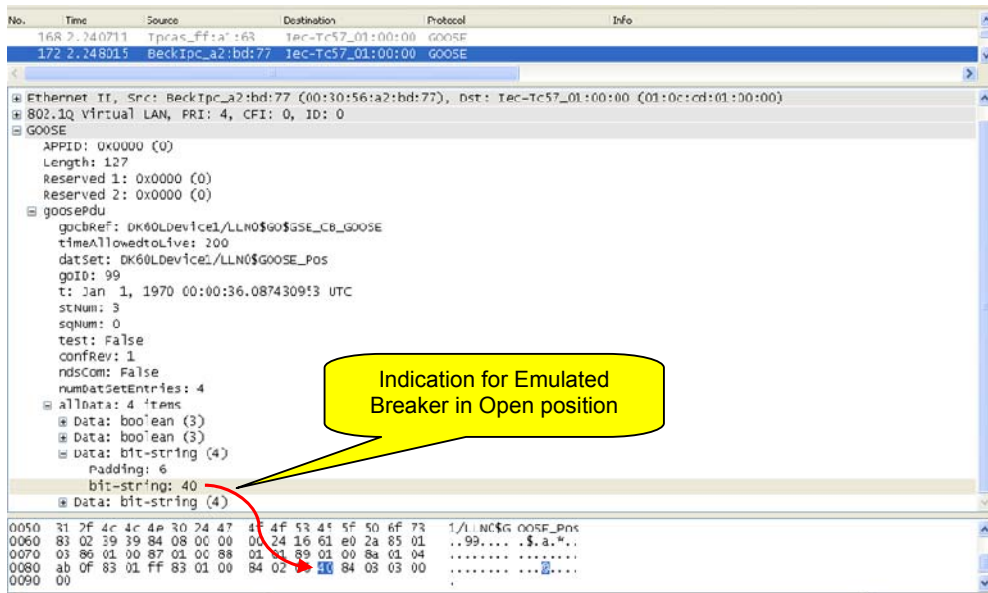 No. Time Source Destination Protocol Info
168 2.240711 Ipcas_ff:a1:63 Iec-Tc57_01:00:00 GOOSE
172 2.248015 BeckIpc_a2:bd:77 Iec-Tc57_01:00:00 GOOSE
Ethernet II, Src: BeckIpc_a2:bd:77 (00:30:56:a2:bd:77), Dst: Iec-Tc57_01:00:00 (01:0c:cd:01:00:00)
802.1Q Virtual LAN, PRI: 4, CFI: 0, ID: 0
GOOSE
APPID: 0x0000 (0)
Length: 127
Reserved 1: 0x0000 (0)
Reserved 2: 0x0000 (0)
goosePdu
gocbRef: DK60LDevice1/LLN0$GO$GSE_CB_GOOSE
timeAllowedtoLive: 200
datSet: DK60LDevice1/LLN0$GOOSE_Pos
goID: 99
t: Jan 1, 1970 00:00:36.087430953 UTC
stNum: 3
sqNum: 0
test: False
confRev: 1
ndsCom: False
numDatSetEntries: 4
allData: 4 items
Data: boolean (3)
Data: boolean (3)
Data: bit-string (4)
Padding: 6
bit-string: 40
Data: bit-string (4)
Indication for Emulated
Breaker in Open position
0050 31 2f 4c 4c 4e 30 24 47 4f 4f 53 45 5f 50 6f 73 1/LLN0$G OOSE_Pos
0060 83 02 39 39 84 08 00 00 00 24 16 61 e0 2a 85 01 ..99.... .$.a.*..
0070 03 86 01 00 87 01 00 88 01 01 89 01 00 8a 01 04 ........ ........
0080 ab 0f 83 01 ff 83 01 00 84 02 40 84 03 03 00 ........ ...@....
0090 00 .